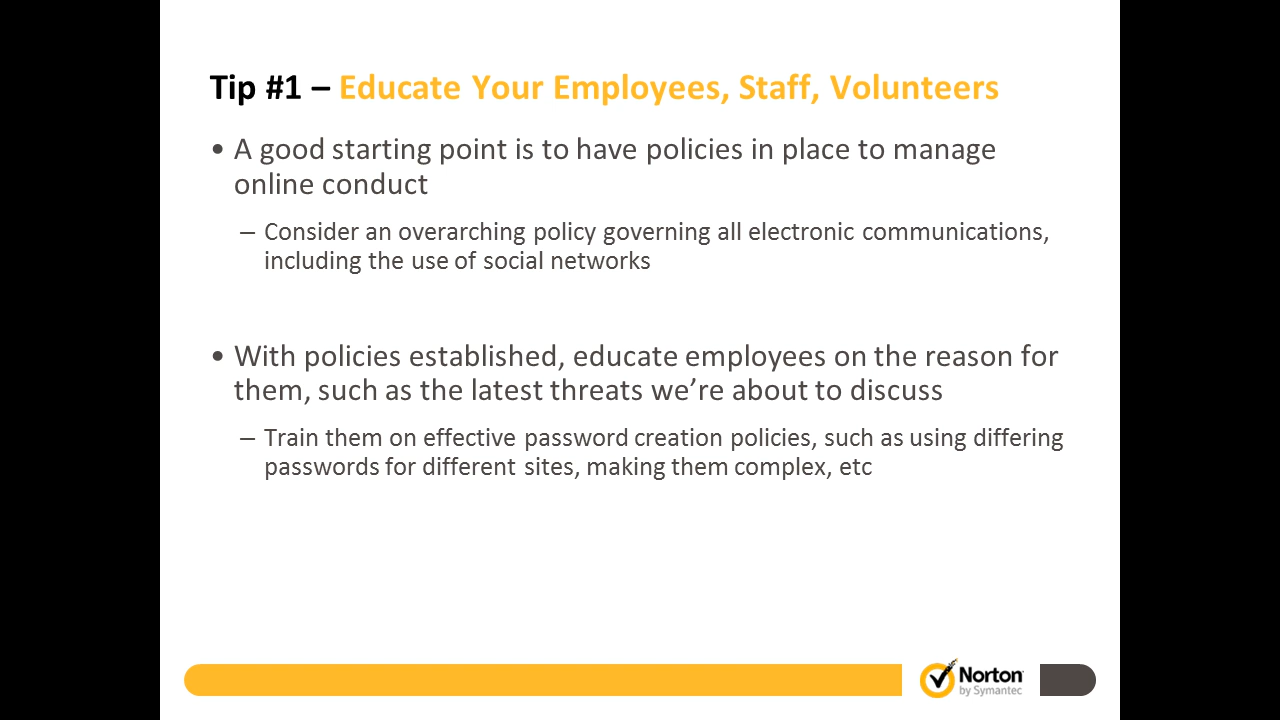 Tip #1 – Educate Your Employees, Staff, Volunteers
• A good starting point is to have policies in place to manage
online conduct
– Consider an overarching policy governing all electronic communications,
including the use of social networks
• With policies established, educate employees on the reason for
them, such as the latest threats we’re about to discuss
– Train them on effective password creation policies, such as using differing
passwords for different sites, making them complex, etc
Norton
by Symantec